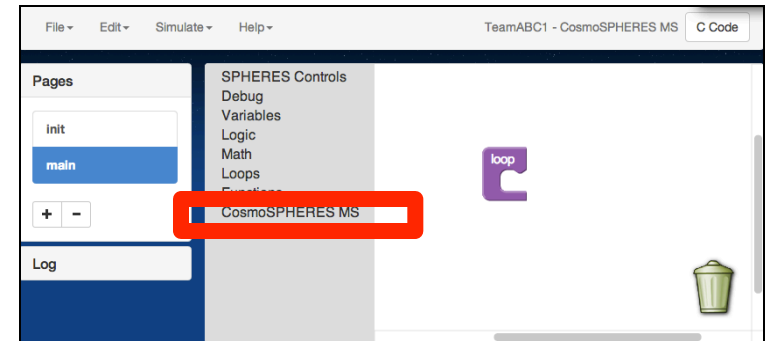 File Edit Simulate Help TeamABC1 - CosmoSPHERES MS C Code
Pages
init
main
+ -
Log
SPHERES Controls
Debug
Variables
Logic
Math
Loops
Functions
CosmoSPHERES MS
loop